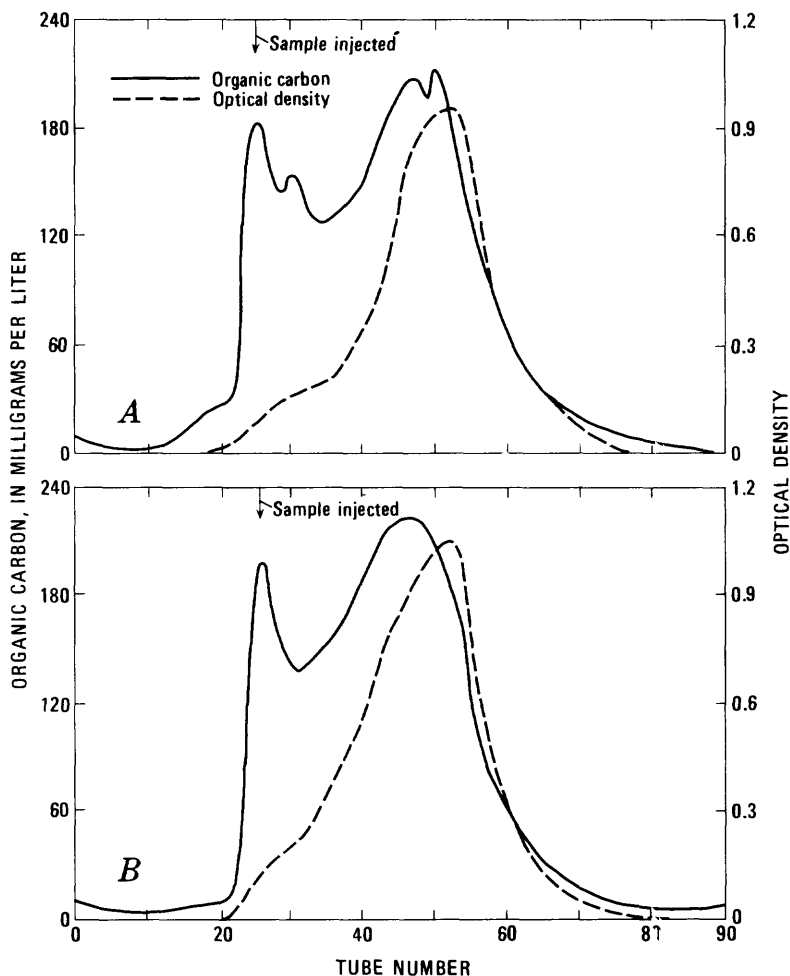 240
1.2
Sample injected
Organic carbon
Optical density
180
0.9
120
0.6
60
0.3
A
0
0
240
1.2
Sample injected
180
0.9
120
0.6
60
0.3
B
0
0
0
20
40
60
90
TUBE NUMBER
ORGANIC CARBON, IN MILLIGRAMS PER LITER
OPTICAL DENSITY